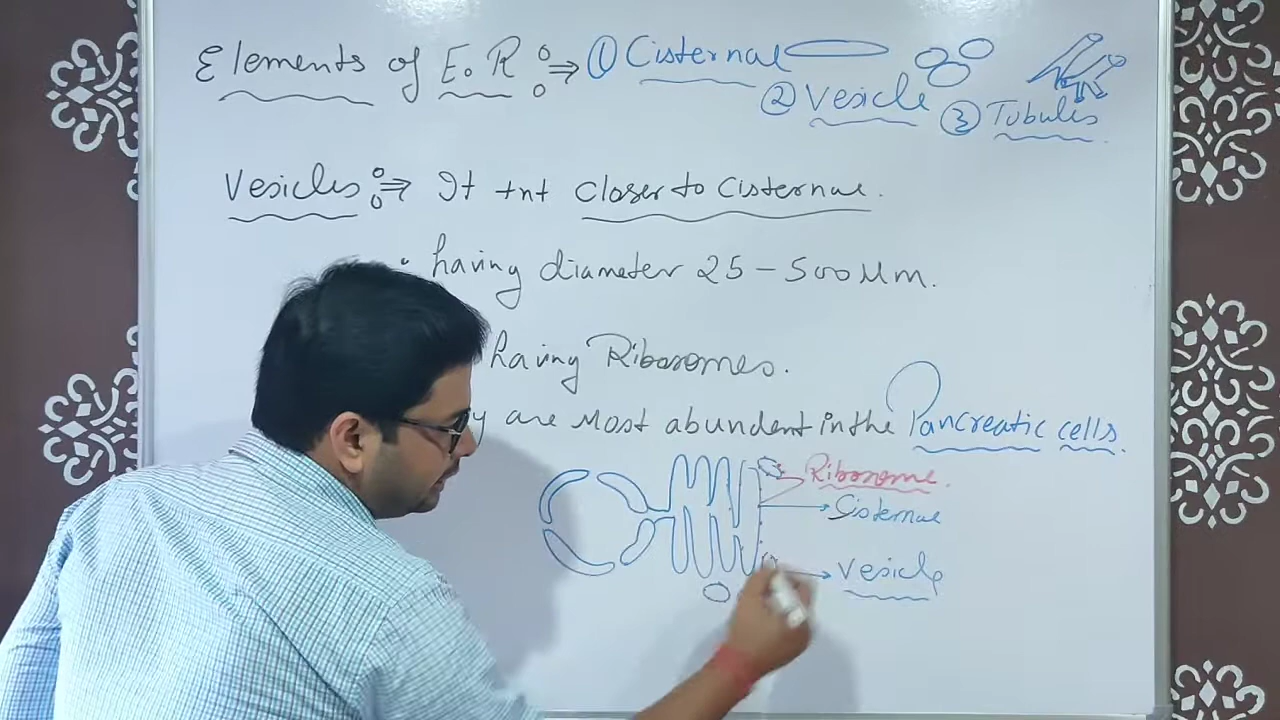 Elements of E.R :⇒ ① Cisternal
② Vesicle
③ Tubules
Vesicles :⇒ It +nt closer to Cisternae.
• having diameter 25 - 500 µm.
having Ribosomes.
y are Most abundent in the Pancreatic cells.
Ribosome.
Cisternae
Vesicle